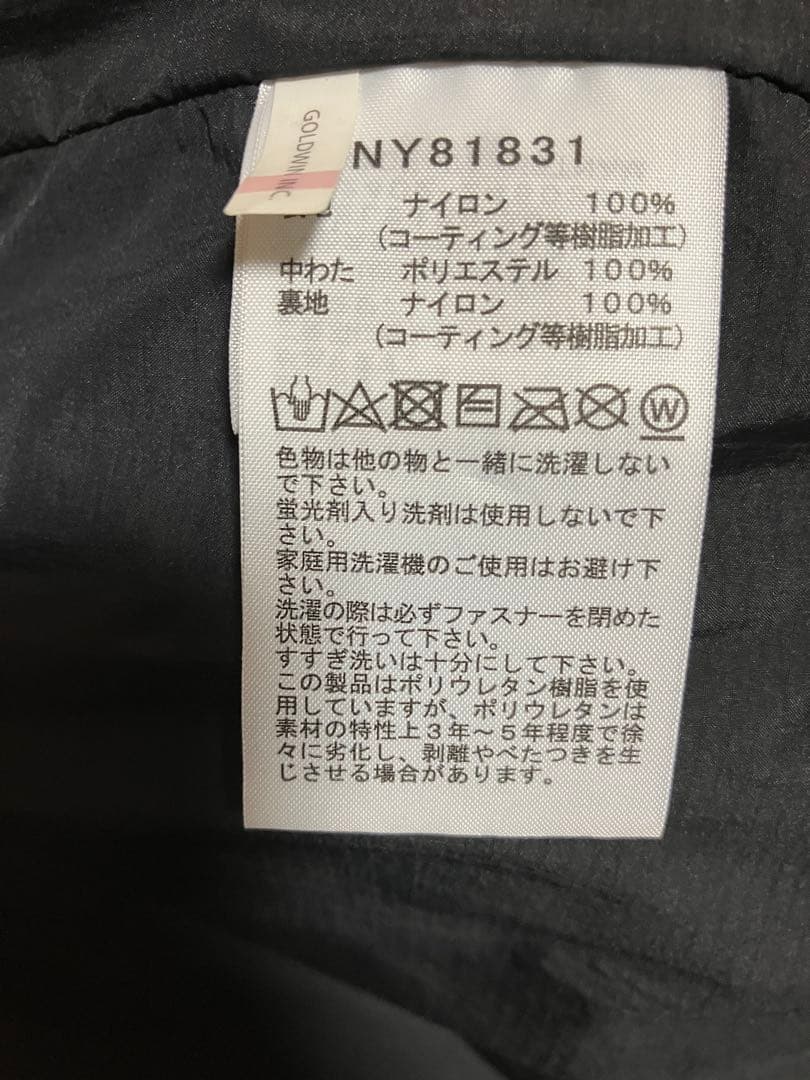 GOLDWIN INC
NY81831
ナイロン 100%
(コーティング等樹脂加工)
中わた ポリエステル 100%
裏地 ナイロン 100%
(コーティング等樹脂加工)
W
色物は他の物と一緒に洗濯しない
で下さい。
蛍光剤入り洗剤は使用しないで下
さい。
家庭用洗濯機のご使用はお避け下
さい。
洗濯の際は必ずファスナーを閉めた
状態で行って下さい。
すすぎ洗いは十分にして下さい。
この製品はポリウレタン樹脂を使
用していますが、ポリウレタンは
素材の特性上3年～5年程度で徐
々に劣化し、剥離やべたつきを生
じさせる場合があります。